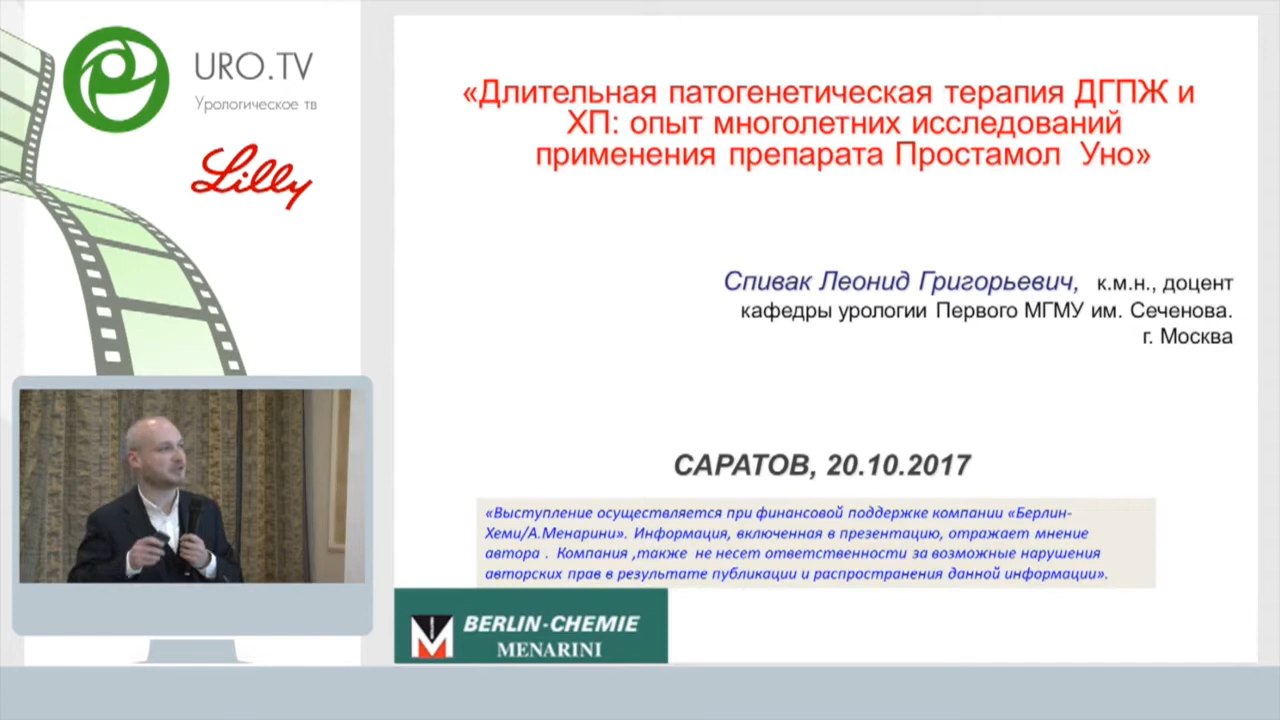 URO.TV
Урологическое тв
Lilly
«Длительная патогенетическая терапия ДГПЖ и
ХП: опыт многолетних исследований
применения препарата Простамол Уно»
Спивак Леонид Григорьевич, к.м.н., доцент
кафедры урологии Первого МГМУ им. Сеченова.
г. Москва
САРАТОВ, 20.10.2017
«Выступление осуществляется при финансовой поддержке компании «Берлин-
Хеми/А.Менарини». Информация, включенная в презентацию, отражает мнение
автора . Компания ,также не несет ответственности за возможные нарушения
авторских прав в результате публикации и распространения данной информации».
BERLIN-CHEMIE
MENARINI